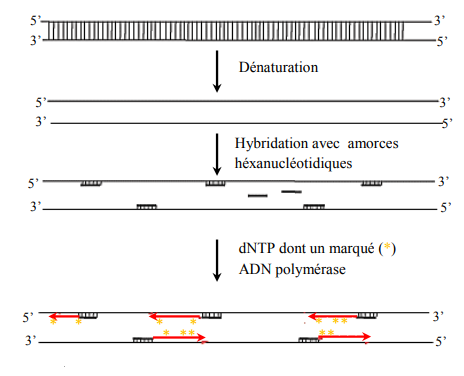 5' 3'
3' 5'
Dénaturation
5' 3'
3' 5'
Hybridation avec amorces
héxanucléotidiques
5' 3'
3' 5'
dNTP dont un marqué (*)
ADN polymérase
5' 3'
* * * * * **
* ** **
3' 5'